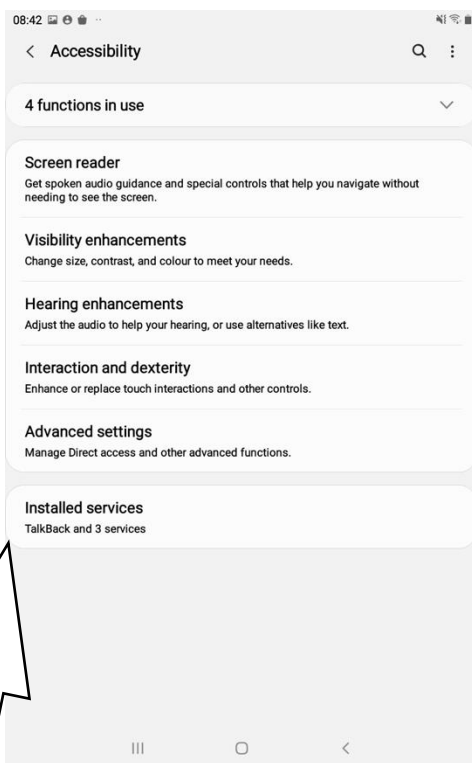 08:42
Accessibility
4 functions in use
Screen reader
Get spoken audio guidance and special controls that help you navigate without
needing to see the screen.
Visibility enhancements
Change size, contrast, and colour to meet your needs.
Hearing enhancements
Adjust the audio to help your hearing, or use alternatives like text.
Interaction and dexterity
Enhance or replace touch interactions and other controls.
Advanced settings
Manage Direct access and other advanced functions.
Installed services
TalkBack and 3 services